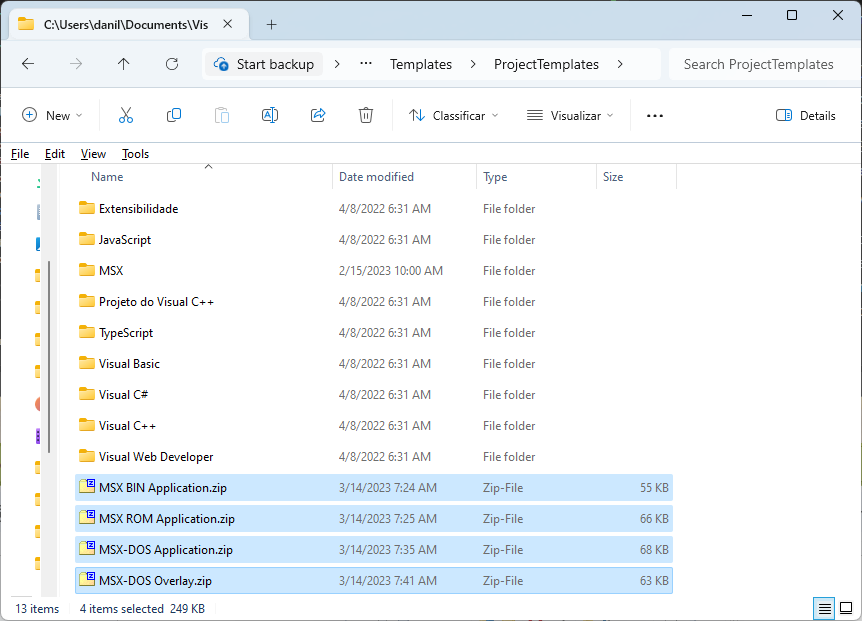 C:\Users\danil\Documents\Vis
Start backup > ... Templates > ProjectTemplates > Search ProjectTemplates
New Classificar Visualizar ... Details
File Edit View Tools
Name Date modified Type Size
Extensibilidade 4/8/2022 6:31 AM File folder
JavaScript 4/8/2022 6:31 AM File folder
MSX 2/15/2023 10:00 AM File folder
Projeto do Visual C++ 4/8/2022 6:31 AM File folder
TypeScript 4/8/2022 6:31 AM File folder
Visual Basic 4/8/2022 6:31 AM File folder
Visual C# 4/8/2022 6:31 AM File folder
Visual C++ 4/8/2022 6:31 AM File folder
Visual Web Developer 4/8/2022 6:31 AM File folder
MSX BIN Application.zip 3/14/2023 7:24 AM Zip-File 55 KB
MSX ROM Application.zip 3/14/2023 7:25 AM Zip-File 66 KB
MSX-DOS Application.zip 3/14/2023 7:35 AM Zip-File 68 KB
MSX-DOS Overlay.zip 3/14/2023 7:41 AM Zip-File 63 KB
13 items 4 items selected 249 KB